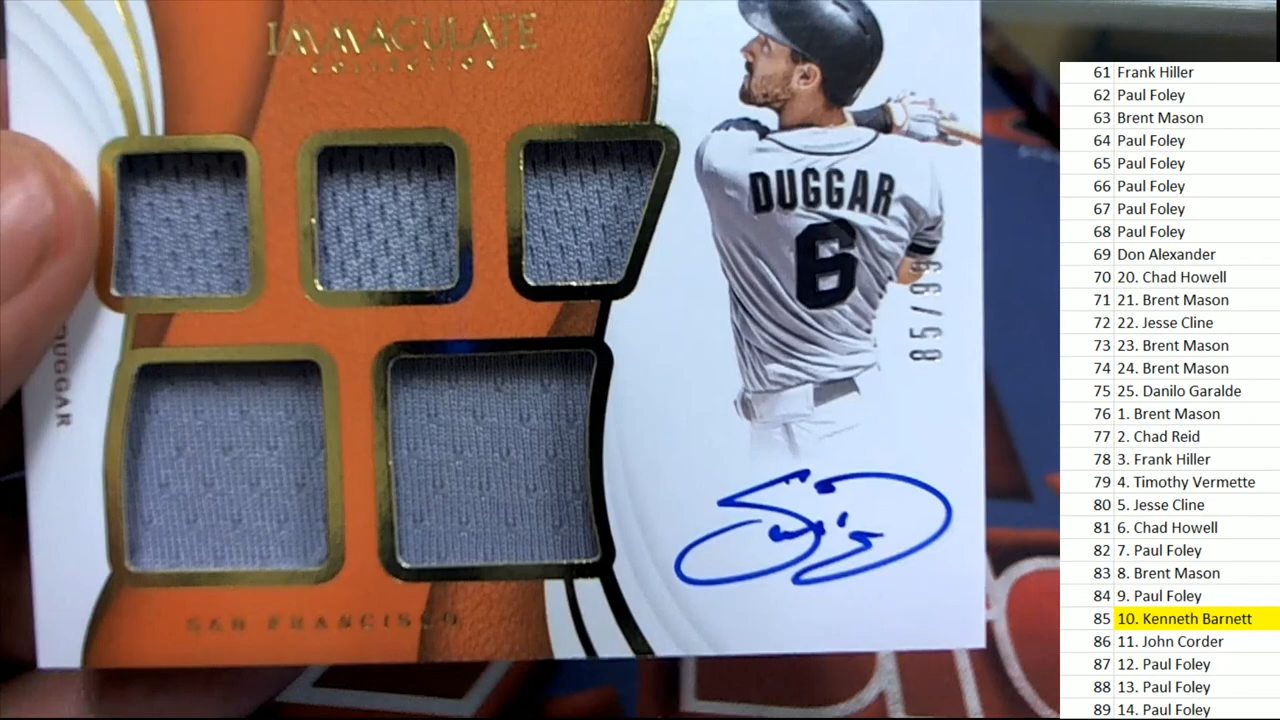 IMMACULATE
COLLECTION
DUGGAR
6
85/99
DUGGAR
SAN FRANCISCO
61 Frank Hiller
62 Paul Foley
63 Brent Mason
64 Paul Foley
65 Paul Foley
66 Paul Foley
67 Paul Foley
68 Paul Foley
69 Don Alexander
70 20. Chad Howell
71 21. Brent Mason
72 22. Jesse Cline
73 23. Brent Mason
74 24. Brent Mason
75 25. Danilo Garalde
76 1. Brent Mason
77 2. Chad Reid
78 3. Frank Hiller
79 4. Timothy Vermette
80 5. Jesse Cline
81 6. Chad Howell
82 7. Paul Foley
83 8. Brent Mason
84 9. Paul Foley
85 10. Kenneth Barnett
86 11. John Corder
87 12. Paul Foley
88 13. Paul Foley
89 14. Paul Foley